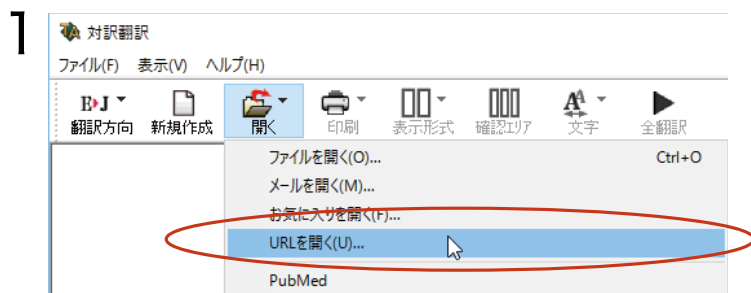 1
対訳翻訳
ファイル(F) 表示(V) ヘルプ(H)
E▸J
翻訳方向 新規作成 開く 印刷 表示形式 確認エリア 文字 全翻訳
ファイルを開く(O)... Ctrl+O
メールを開く(M)...
お気に入りを開く(F)...
URLを開く(U)...
PubMed